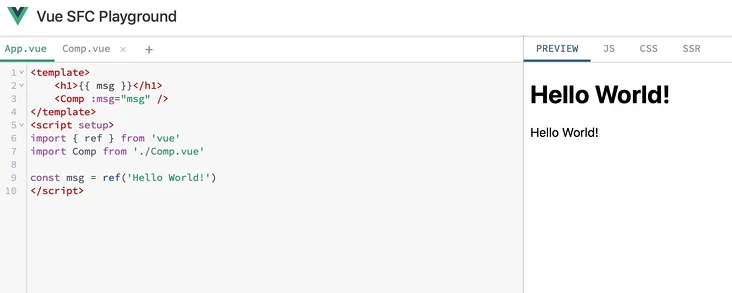 Vue SFC Playground
App.vue Comp.vue × +
PREVIEW JS CSS SSR
1 <template>
2 <h1>{{ msg }}</h1>
3 <Comp :msg="msg" />
4 </template>
5 <script setup>
6 import { ref } from 'vue'
7 import Comp from './Comp.vue'
8
9 const msg = ref('Hello World!')
10 </script>
Hello World!
Hello World!